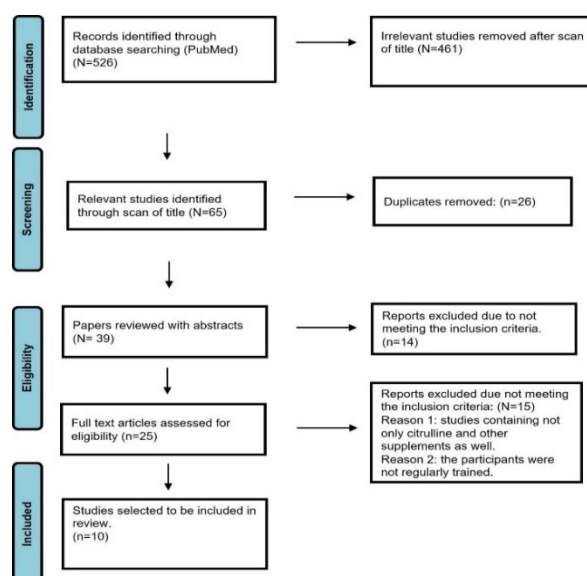 Identification
Records identified through
database searching (PubMed)
(N=526)
Irrelevant studies removed after scan
of title (N=461)
Screening
Relevant studies identified
through scan of title (N=65)
Duplicates removed: (n=26)
Eligibility
Papers reviewed with abstracts
(N= 39)
Reports excluded due to not
meeting the inclusion criteria.
(n=14)
Full text articles assessed for
eligibility (n=25)
Reports excluded due not meeting
the inclusion criteria: (N=15)
Reason 1: studies containing not
only citrulline and other
supplements as well.
Reason 2: the participants were
not regularly trained.
Included
Studies selected to be included in
review.
(n=10)